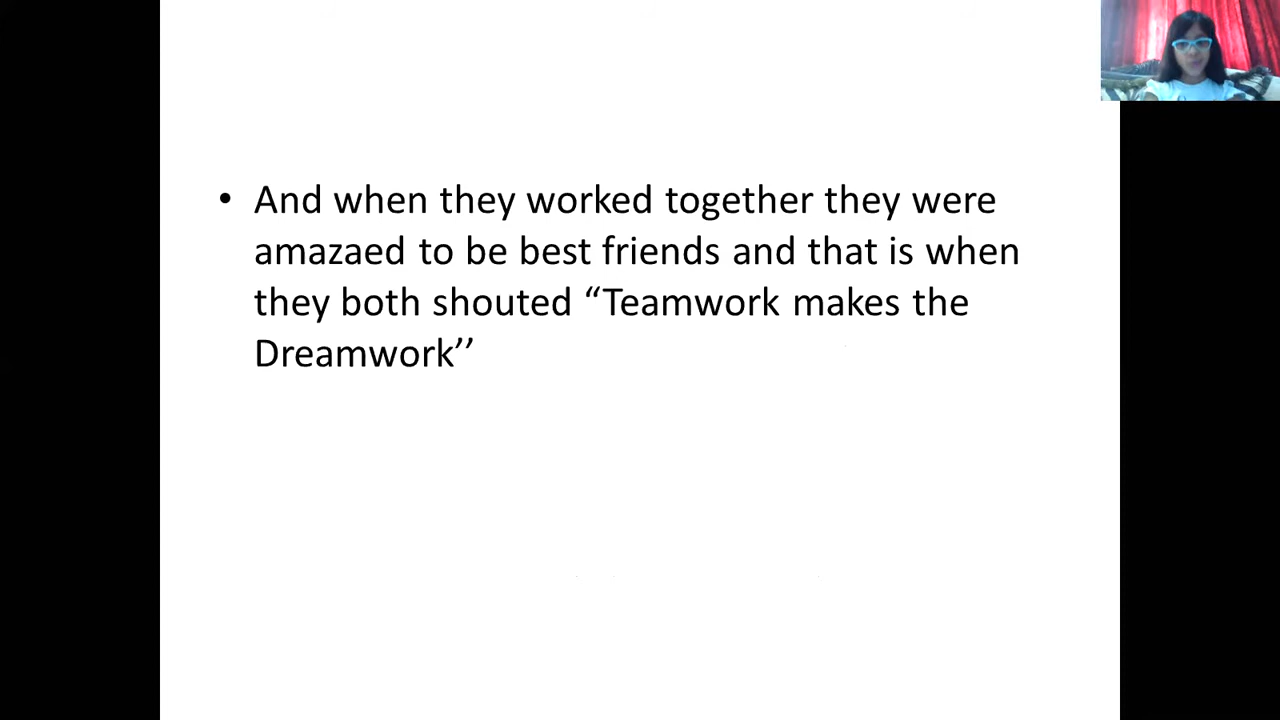 • And when they worked together they were
amazaed to be best friends and that is when
they both shouted “Teamwork makes the
Dreamwork’’